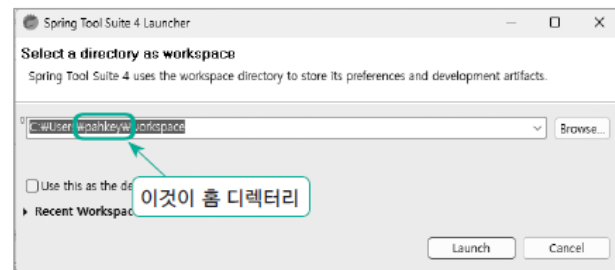 Spring Tool Suite 4 Launcher
Select a directory as workspace
Spring Tool Suite 4 uses the workspace directory to store its preferences and development artifacts.
C:₩User ₩pahkey₩workspace
Browse...
Use this as the de
이것이 홈 디렉터리
Recent Workspac
Launch
Cancel